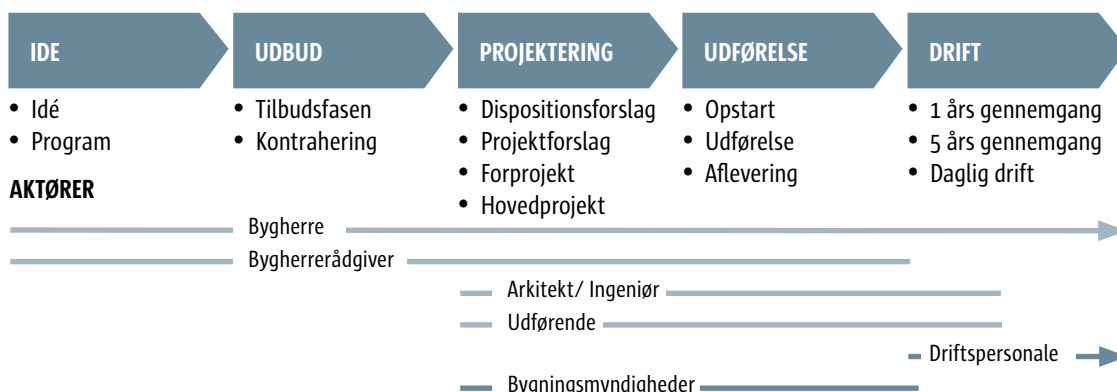 IDE
UDBUD
PROJEKTERING
UDFØRELSE
DRIFT
• Idé
• Program
• Tilbudsfasen
• Kontrahering
• Dispositionsforslag
• Projektforslag
• Forprojekt
• Hovedprojekt
• Opstart
• Udførelse
• Aflevering
• 1 års gennemgang
• 5 års gennemgang
• Daglig drift
AKTØRER
Bygherre
Bygherrerådgiver
Arkitekt/ Ingeniør
Udførende
Driftspersonale
Bygningsmyndigheder